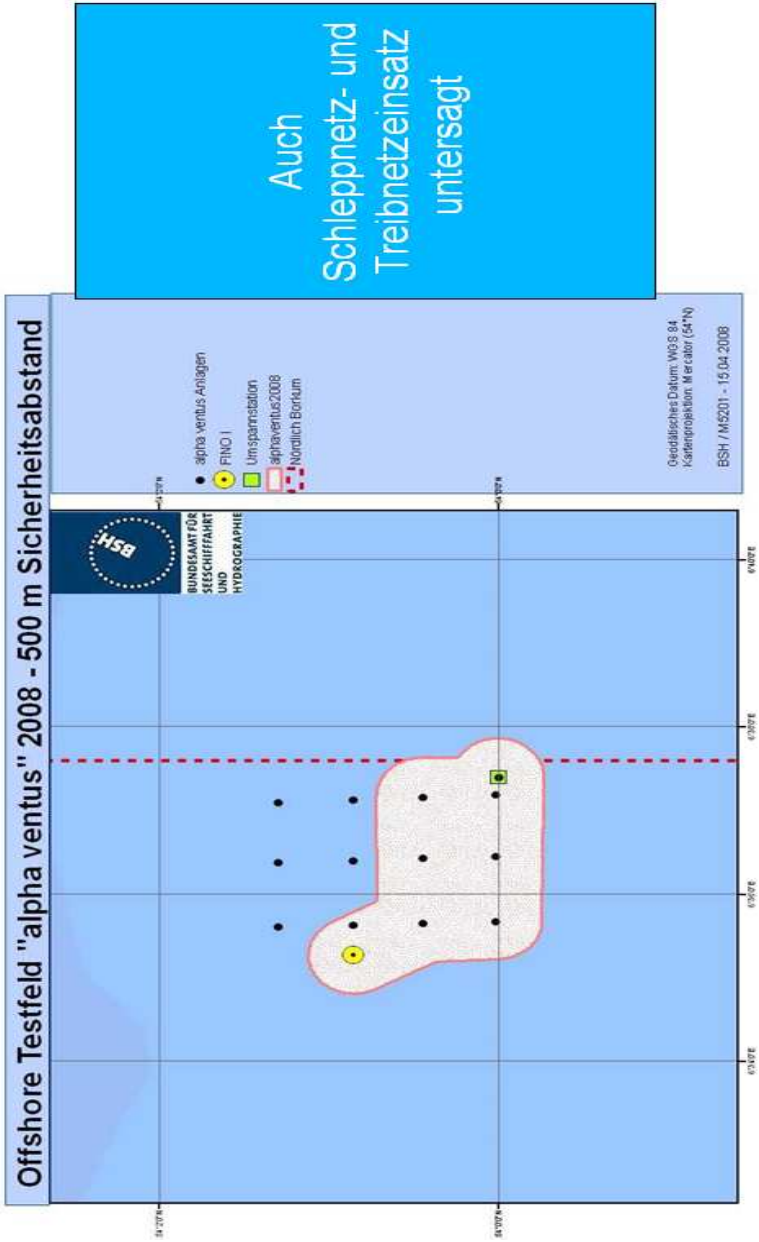 Offshore Testfeld "alpha ventus" 2008 - 500 m Sicherheitsabstand
Auch
Schleppnetz- und
Treibnetzeinsatz
untersagt
BSH
BUNDESAMT FÜR
SEESCHIFFFAHRT
UND
HYDROGRAPHIE
alpha ventus Anlagen
FINO I
Umspannstation
alphaventus2008
Nördlich Borkum
Geodätisches Datum: WGS 84
Kartenprojektion: Mercator (54°N)
BSH / M5201 - 15.04.2008